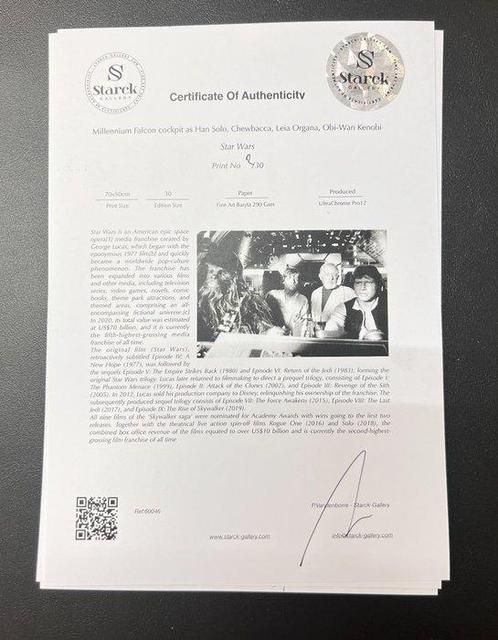 Starck
GALLERY
Starck
GALLERY
Certificate Of Authenticity
Millennium Falcon cockpit as Han Solo, Chewbacca, Leia Organa, Obi-Wan Kenobi
Star Wars
Print No /30
70x50cm 30 Paper Produced
Print Size Edition Size Fine Art Baryta 290 Gsm UltraChrome Pro12
Star Wars is an American epic space
opera[1] media franchise created by
George Lucas, which began with the
eponymous 1977 film[b] and quickly
became a worldwide pop-culture
phenomenon. The franchise has
been expanded into various films
and other media, including television
series, video games, novels, comic
books, theme park attractions, and
themed areas, comprising an all-
encompassing fictional universe.[c]
In 2020, its total value was estimated
at US$70 billion, and it is currently
the fifth-highest-grossing media
franchise of all time.
The original film (Star Wars),
retroactively subtitled Episode IV: A
New Hope (1977), was followed by
the sequels Episode V: The Empire Strikes Back (1980) and Episode VI: Return of the Jedi (1983), forming the
original Star Wars trilogy. Lucas later returned to filmmaking to direct a prequel trilogy, consisting of Episode I:
The Phantom Menace (1999), Episode II: Attack of the Clones (2002), and Episode III: Revenge of the Sith
(2005). In 2012, Lucas sold his production company to Disney, relinquishing his ownership of the franchise. The
subsequently produced sequel trilogy consists of Episode VII: The Force Awakens (2015), Episode VIII: The Last
Jedi (2017), and Episode IX: The Rise of Skywalker (2019).
All nine films of the 'Skywalker saga' were nominated for Academy Awards with wins going to the first two
releases. Together with the theatrical live action spin-off films Rogue One (2016) and Solo (2018), the
combined box office revenue of the films equated to over US$10 billion and is currently the second-highest-
grossing film franchise of all time
P.Vandenborre - Starck-Gallery
Ref:60046
www.starck-gallery.com info@starck-gallery.com